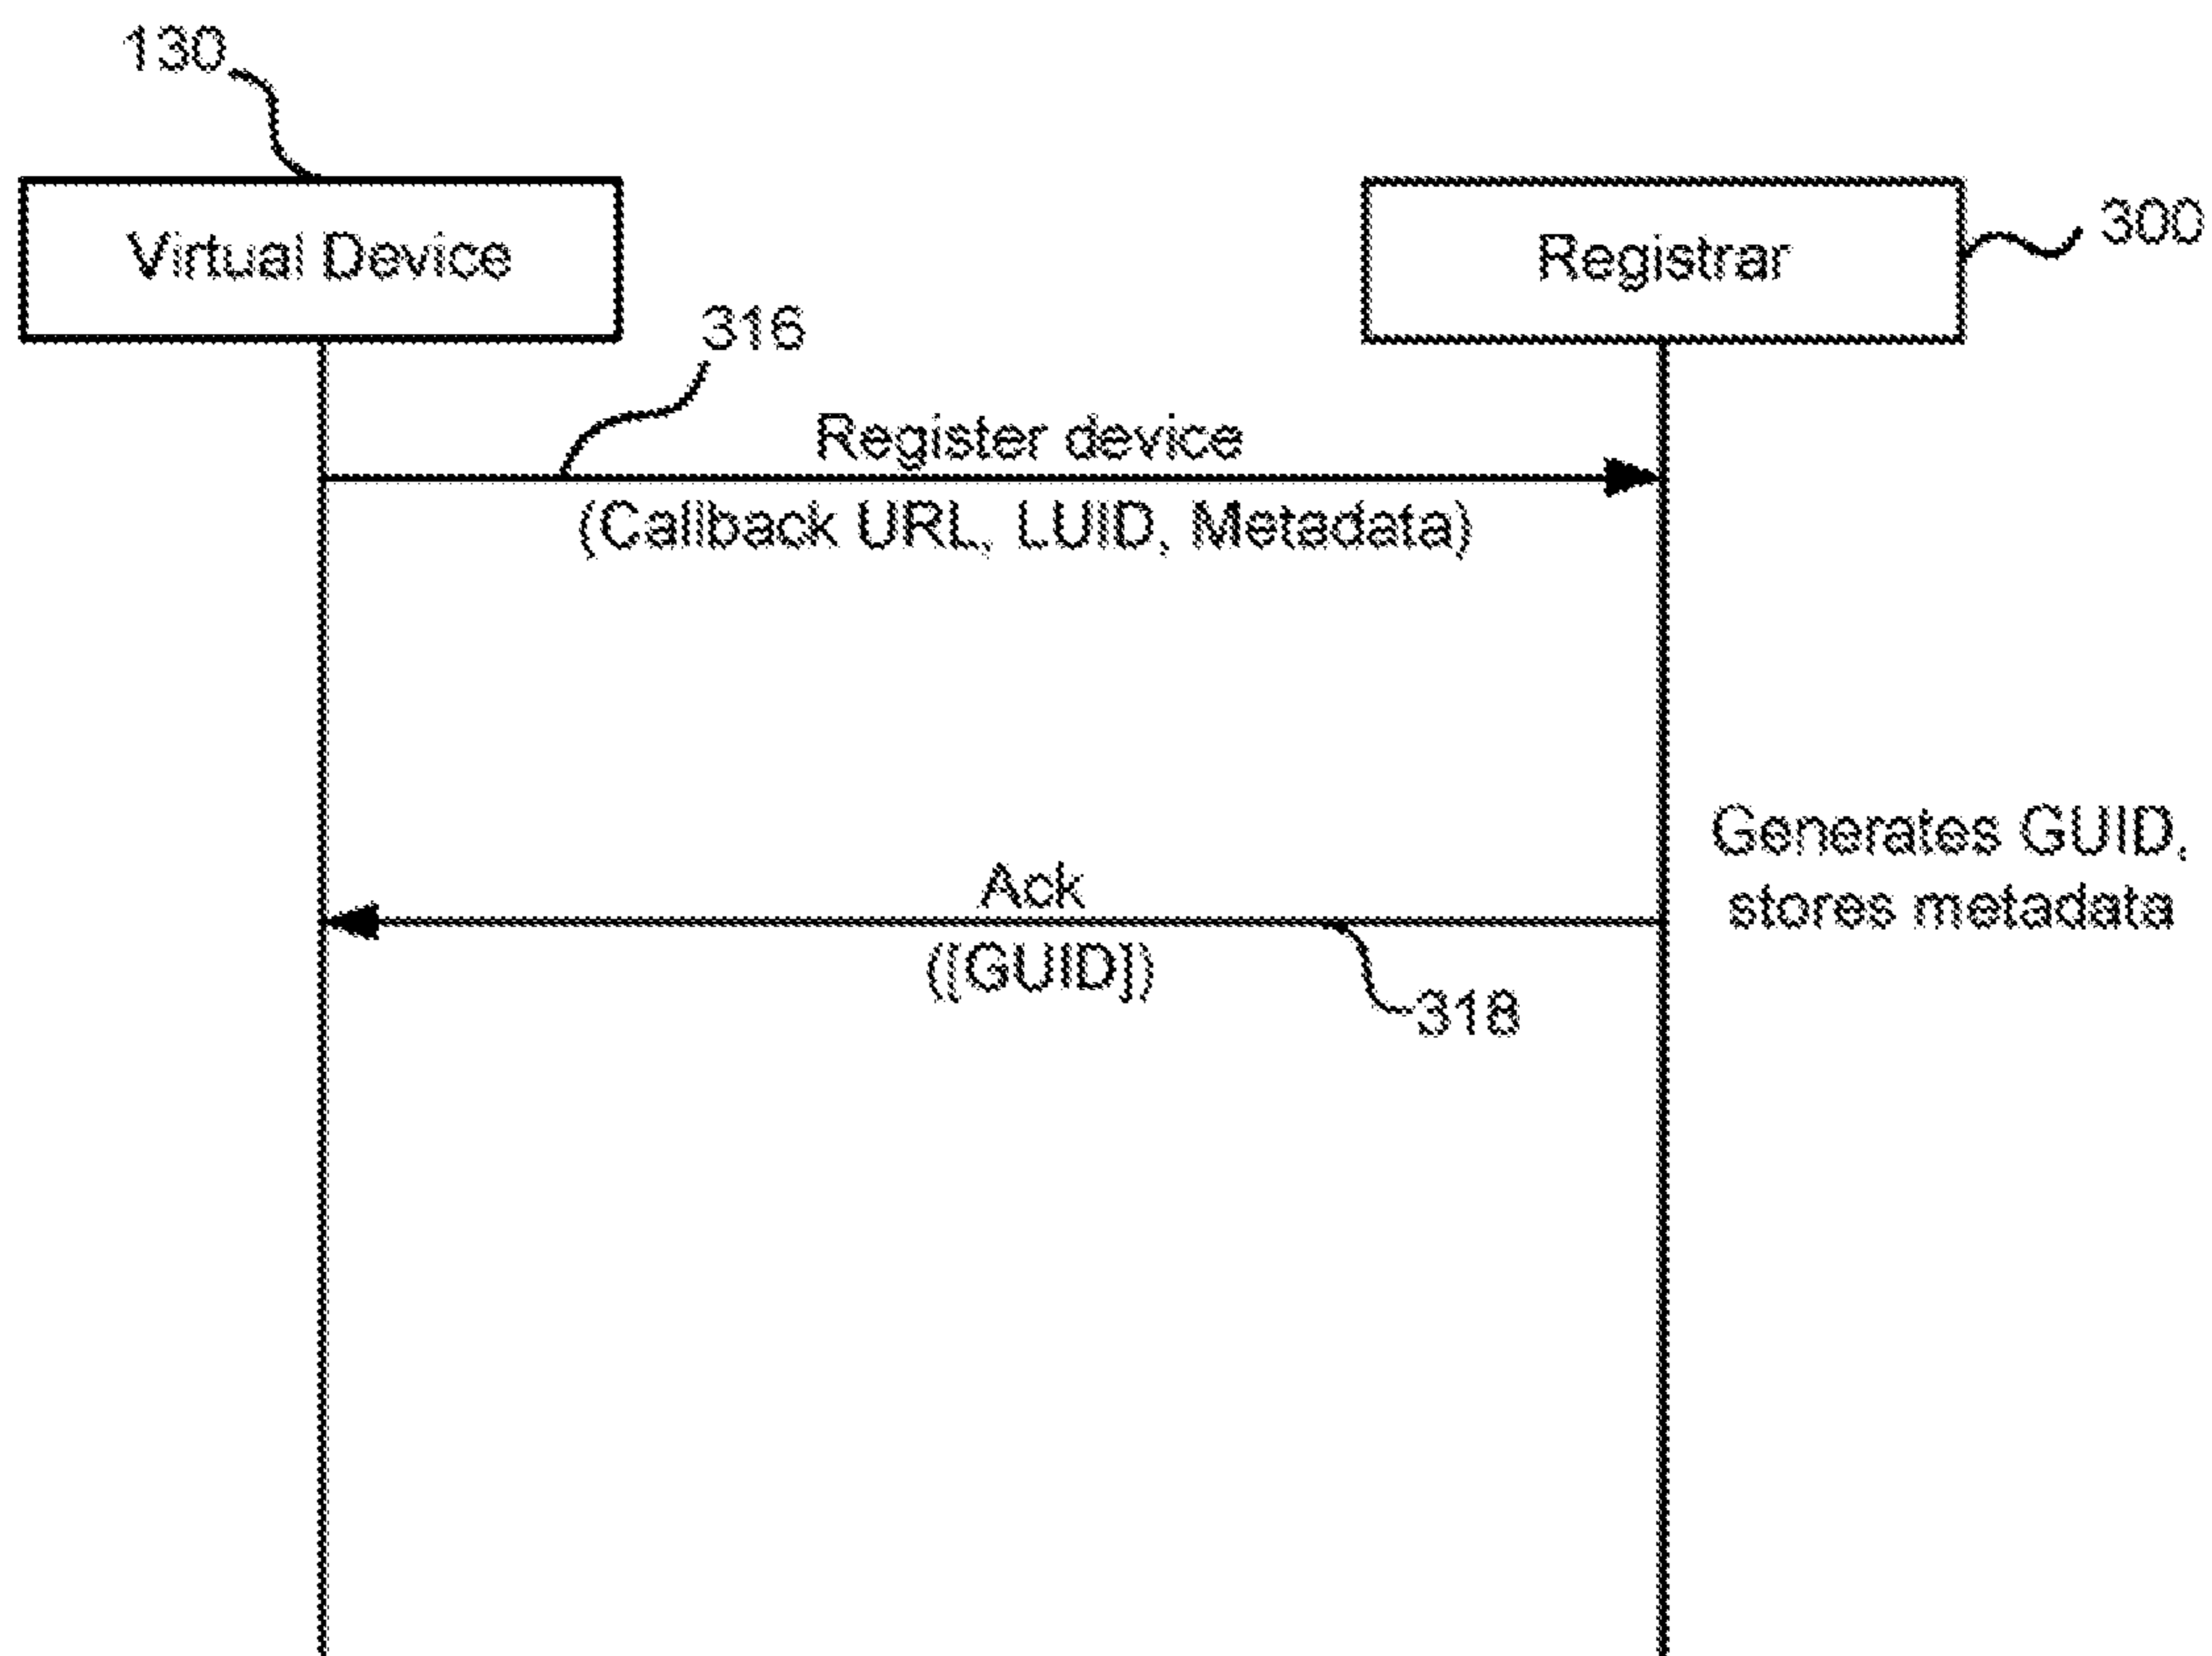 130
Virtual Device
Registrar
300
316
Register device
(Callback URL, LUID, Metadata)
Generates GUID,
stores metadata
Ack
([GUID])
318